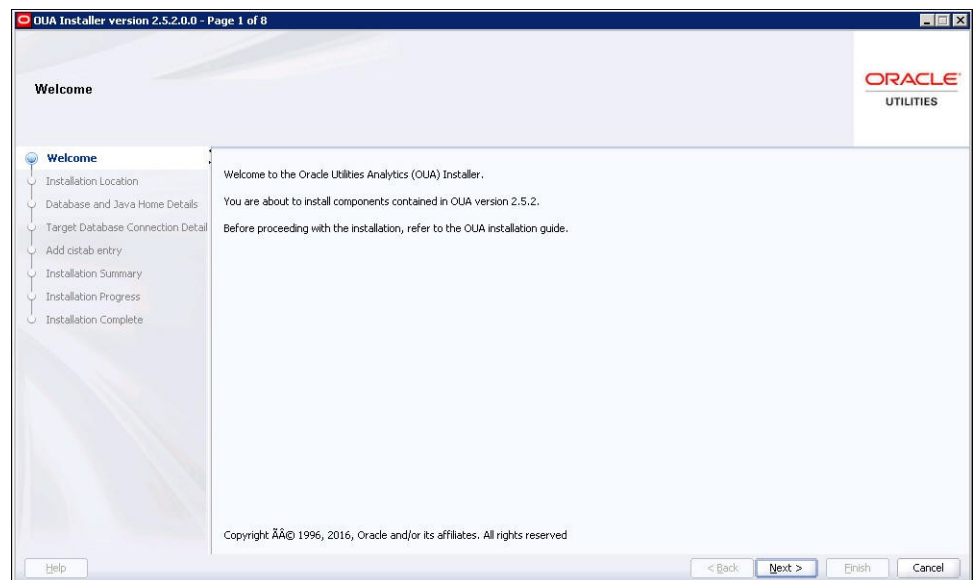 OUA Installer version 2.5.2.0.0 - Page 1 of 8
Welcome
ORACLE
UTILITIES
Welcome
Installation Location
Database and Java Home Details
Target Database Connection Detail
Add cistab entry
Installation Summary
Installation Progress
Installation Complete
Welcome to the Oracle Utilities Analytics (OUA) Installer.
You are about to install components contained in OUA version 2.5.2.
Before proceeding with the installation, refer to the OUA installation guide.
Copyright Ã© 1996, 2016, Oracle and/or its affiliates. All rights reserved
Help
< Back
Next >
Finish
Cancel